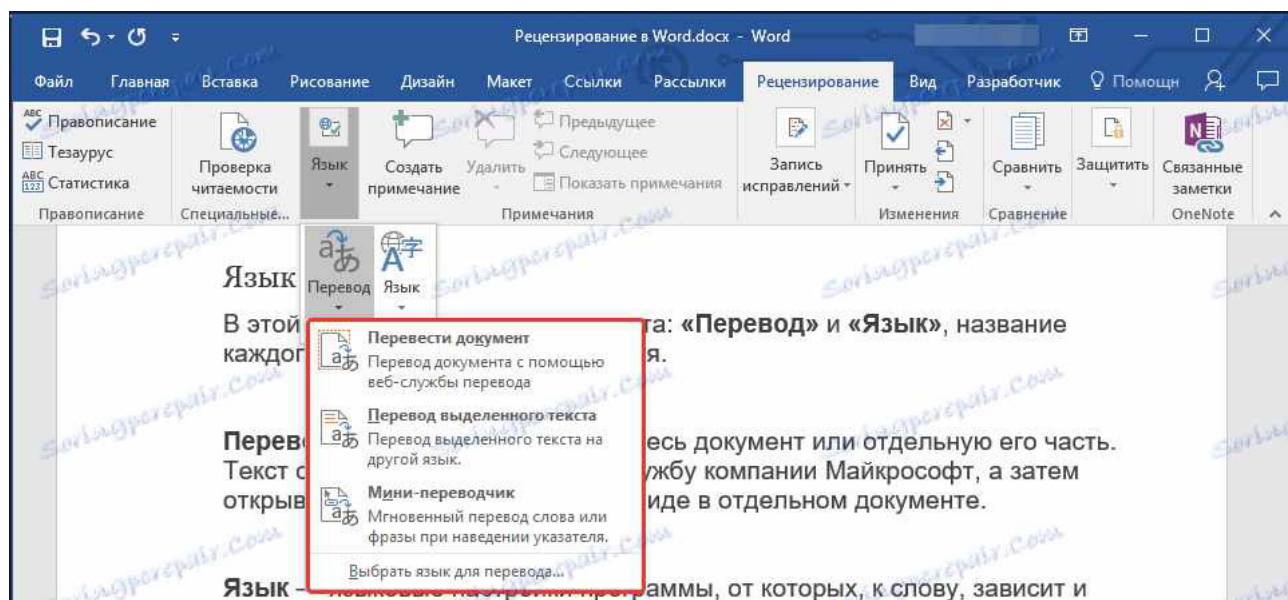 Рецензирование в Word.docx - Word
Файл Главная Вставка Рисование Дизайн Макет Ссылки Рассылки Рецензирование Вид Разработчик Помощн
ABC Правописание
Тезаурус
ABC 123 Статистика
Правописание
Проверка
читаемости
Специальные...
Язык
Создать
примечание
Удалить
Предыдущее
Следующее
Показать примечания
Примечания
Запись
исправлений
Принять
Изменения
Сравнить
Сравнение
Защитить
Связанные
заметки
OneNote
Перевод
Язык
Язык
В этой та: «Перевод» и «Язык», название
каждог я.
Перевести документ
Перевод документа с помощью
веб-службы перевода
Перевод выделенного текста
Перевод выделенного текста на
другой язык.
Мини-переводчик
Мгновенный перевод слова или
фразы при наведении указателя.
Выбрать язык для перевода...
Перев есь документ или отдельную его часть.
Текст с ужбу компании Майкрософт, а затем
откры иде в отдельном документе.
Язык – раммы, от которых, к слову, зависит и